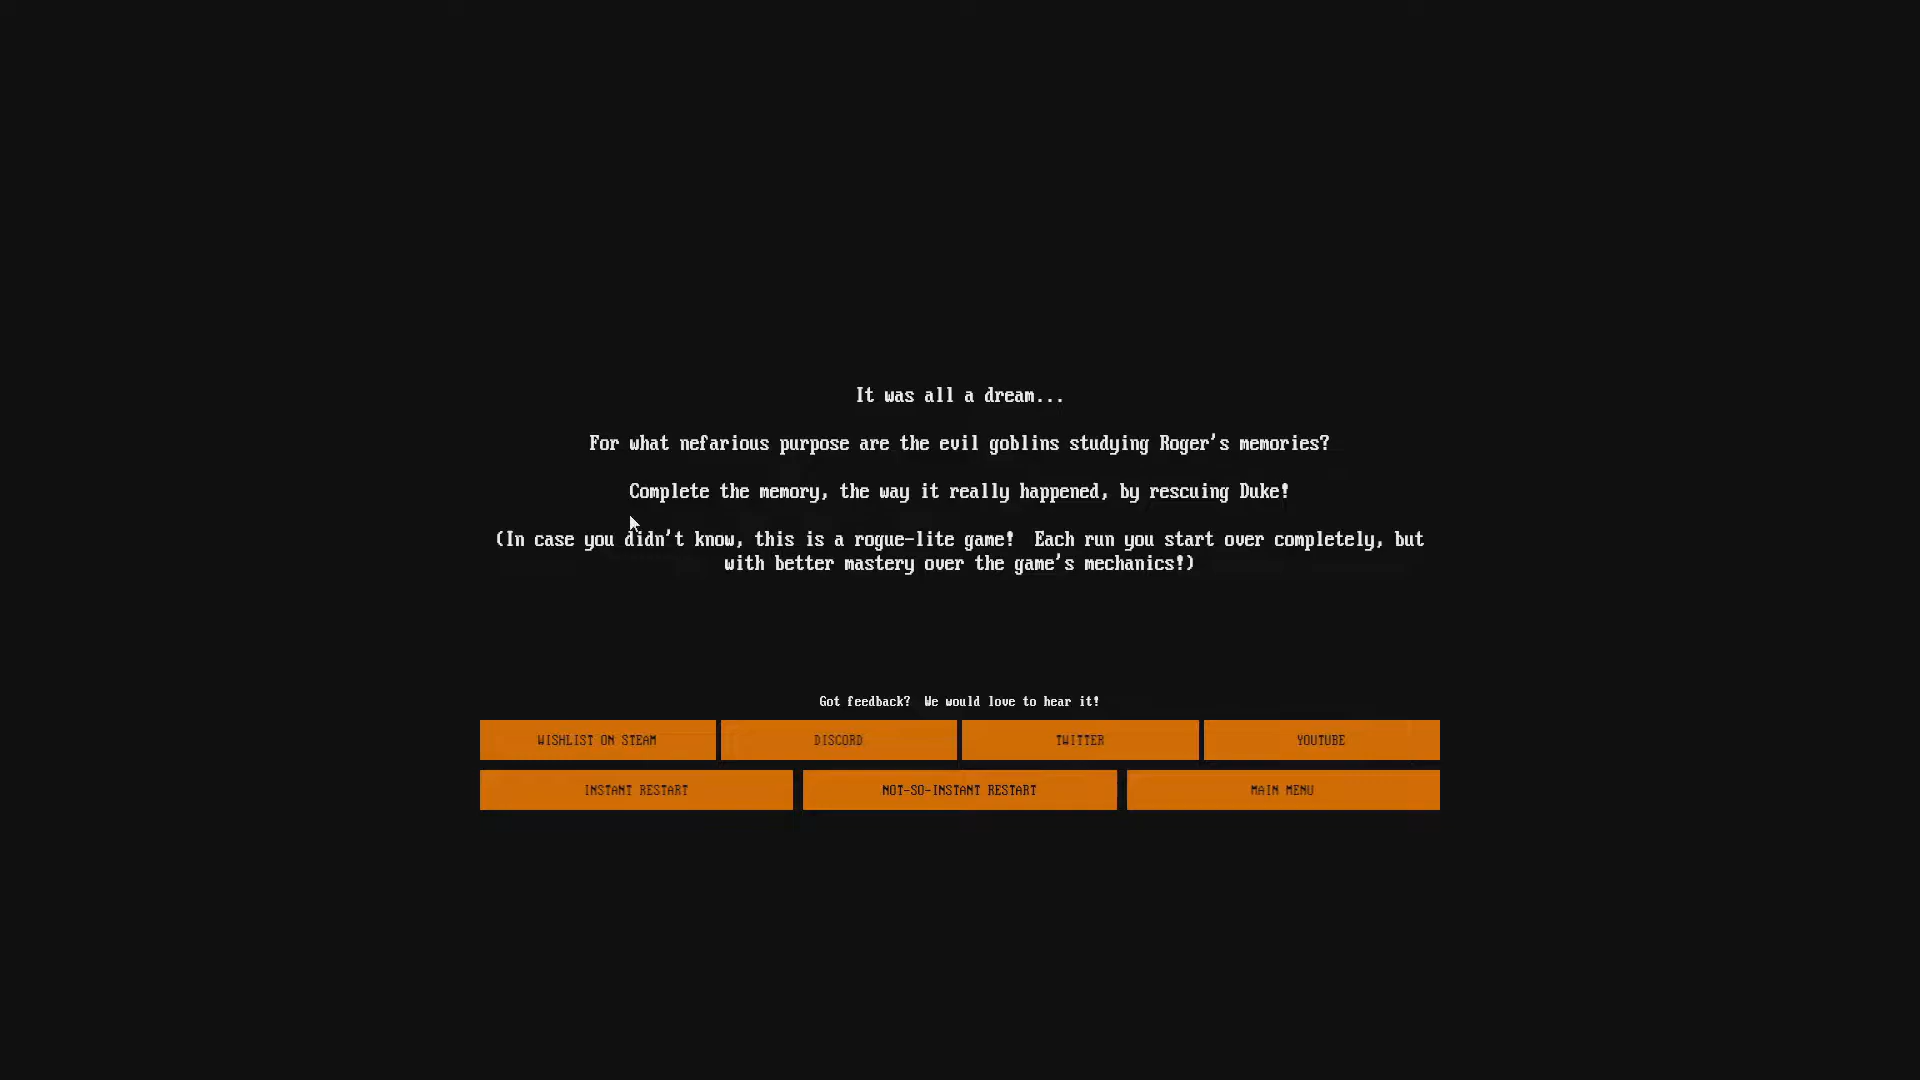 It was all a dream...
For what nefarious purpose are the evil goblins studying Roger's memories?
Complete the memory, the way it really happened, by rescuing Duke!
(In case you didn't know, this is a rogue-lite game!  Each run you start over completely, but
with better mastery over the game's mechanics!)
Got feedback?  We would love to hear it!
WISHLIST ON STEAM
DISCORD
TWITTER
YOUTUBE
INSTANT RESTART
NOT-SO-INSTANT RESTART
MAIN MENU